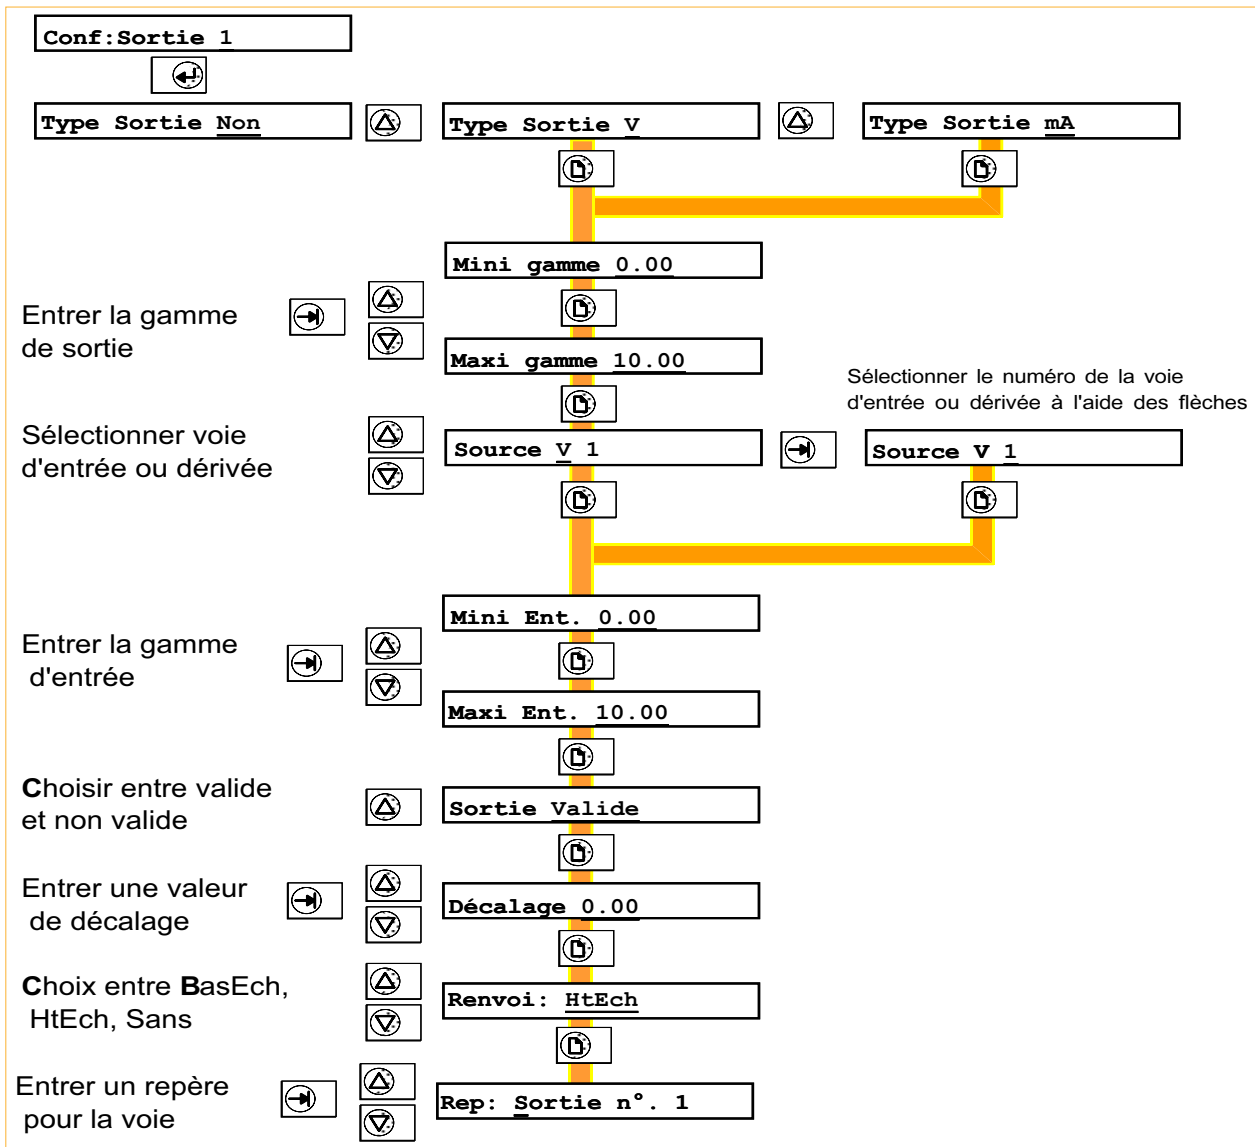 Conf:Sortie 1
Type Sortie Non
Type Sortie V
Type Sortie mA
Mini gamme 0.00
Entrer la gamme
de sortie
Maxi gamme 10.00
Sélectionner le numéro de la voie
d'entrée ou dérivée à l'aide des flèches
Sélectionner voie
d'entrée ou dérivée
Source V 1
Source V 1
Mini Ent. 0.00
Entrer la gamme
d'entrée
Maxi Ent. 10.00
Choisir entre valide
et non valide
Sortie Valide
Entrer une valeur
de décalage
Décalage 0.00
Choix entre BasEch,
HtEch, Sans
Renvoi: HtEch
Entrer un repère
pour la voie
Rep: Sortie n°. 1